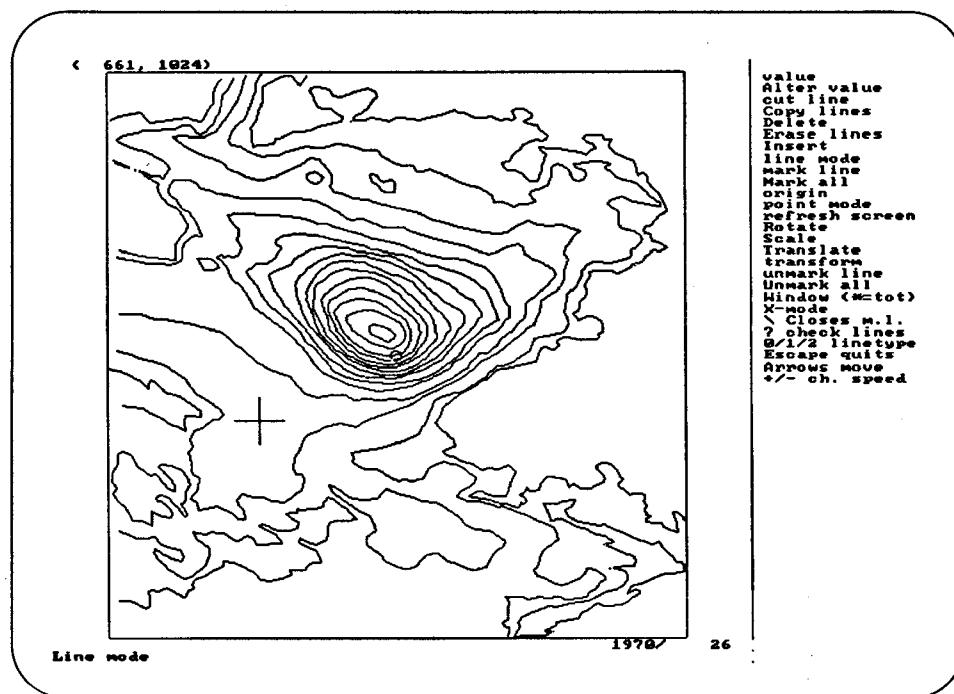 ( 661, 1024)
value
Alter value
cut line
Copy lines
Delete
Erase lines
Insert
line mode
mark line
Mark all
origin
point mode
refresh screen
Rotate
Scale
Translate
transform
unmark line
Unmark all
Window (*=tot)
X-mode
\ Closes m.l.
? check lines
0/1/2 linetype
Escape quits
Arrows move
+/- ch. speed
1970/ 26
Line mode